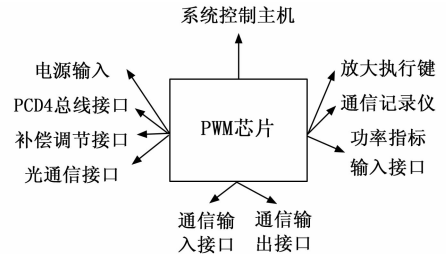 系统控制主机
电源输入
PCD4总线接口
补偿调节接口
光通信接口
PWM芯片
放大执行键
通信记录仪
功率指标
输入接口
通信输
入接口
通信输
出接口